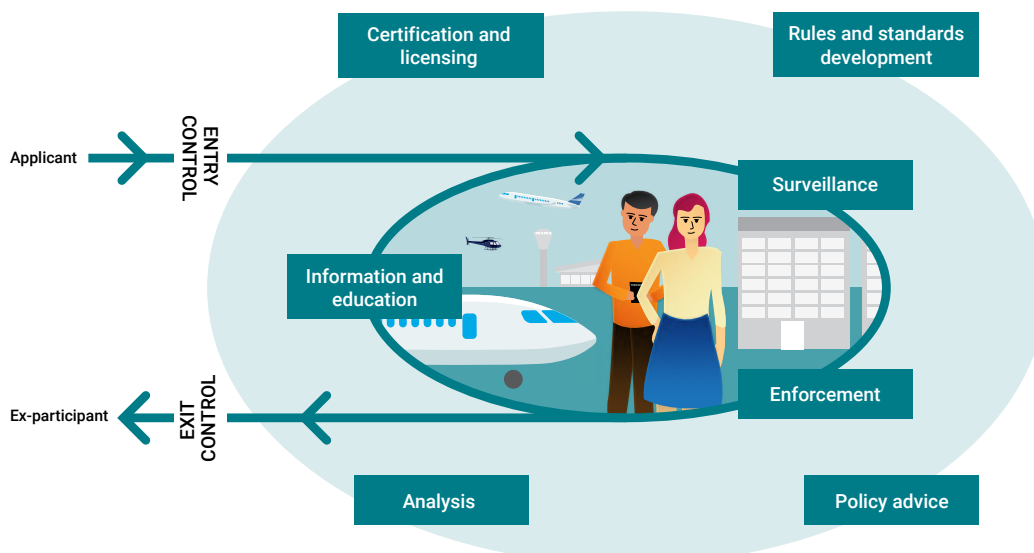 Certification and
licensing
Rules and standards
development
Applicant
ENTRY
CONTROL
Surveillance
Information and
education
Enforcement
Ex-participant
EXIT
CONTROL
Analysis
Policy advice